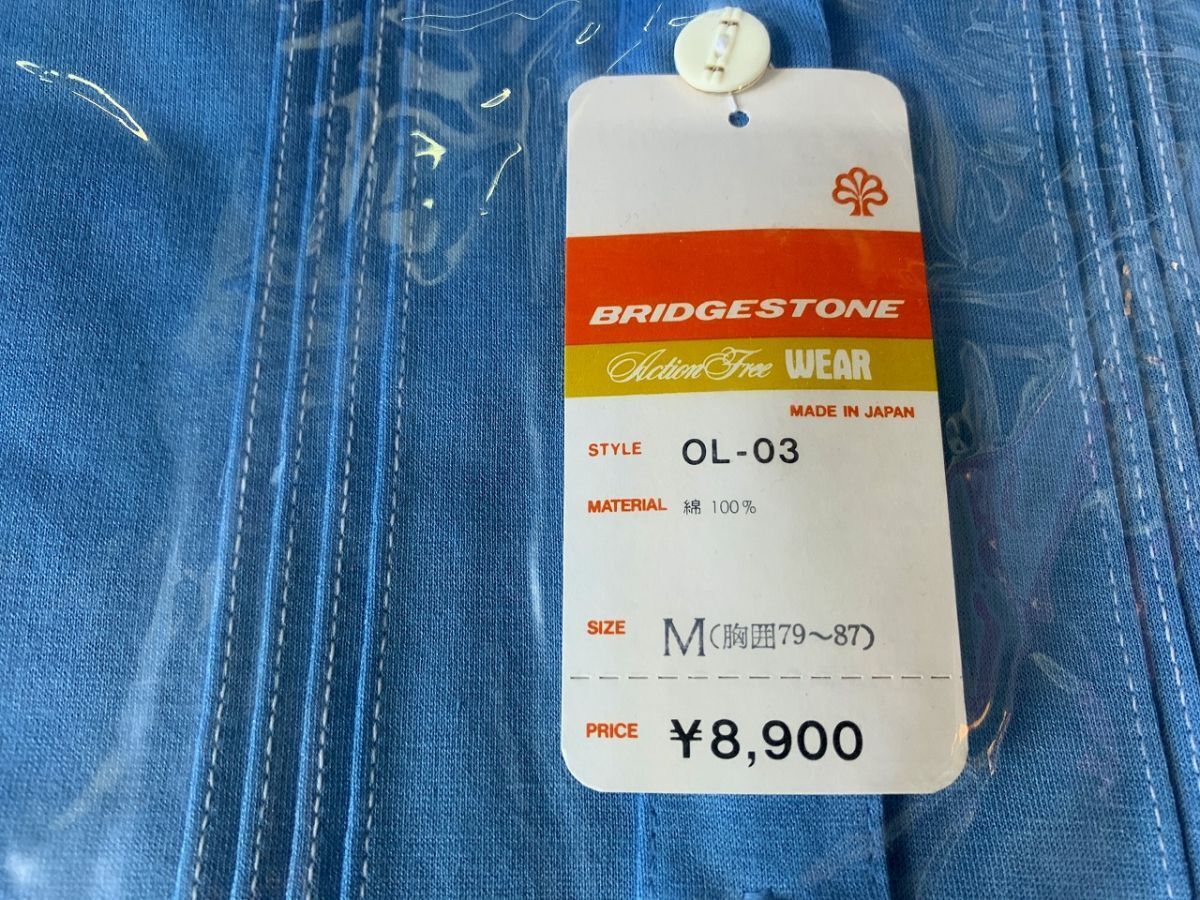 BRIDGESTONE
Action Free WEAR
MADE IN JAPAN
STYLE OL-03
MATERIAL 綿 100%
SIZE M(胸囲79～87)
PRICE ¥8,900